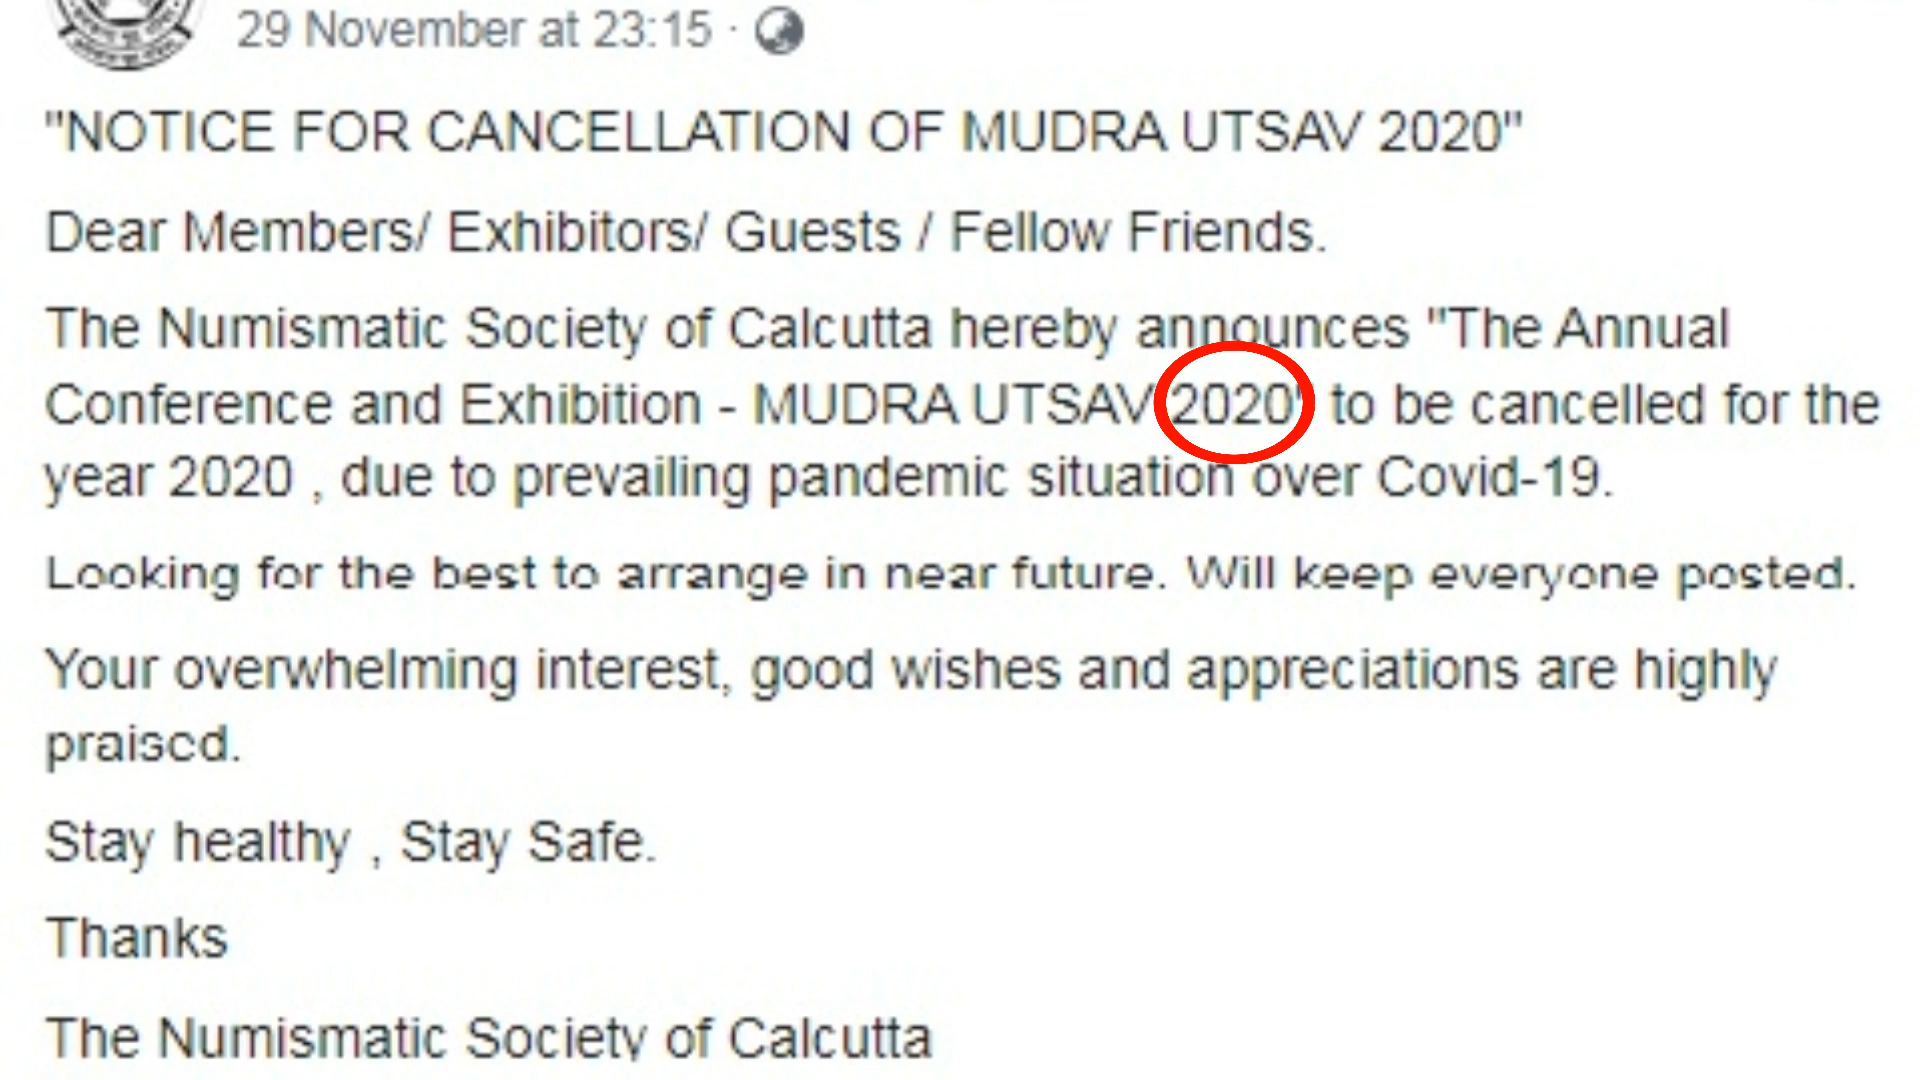 29 November at 23:15 ·
"NOTICE FOR CANCELLATION OF MUDRA UTSAV 2020"
Dear Members/ Exhibitors/ Guests / Fellow Friends.
The Numismatic Society of Calcutta hereby announces "The Annual
Conference and Exhibition - MUDRA UTSAV 2020" to be cancelled for the
year 2020 , due to prevailing pandemic situation over Covid-19.
Looking for the best to arrange in near future. Will keep everyone posted.
Your overwhelming interest, good wishes and appreciations are highly
praised.
Stay healthy , Stay Safe.
Thanks
The Numismatic Society of Calcutta